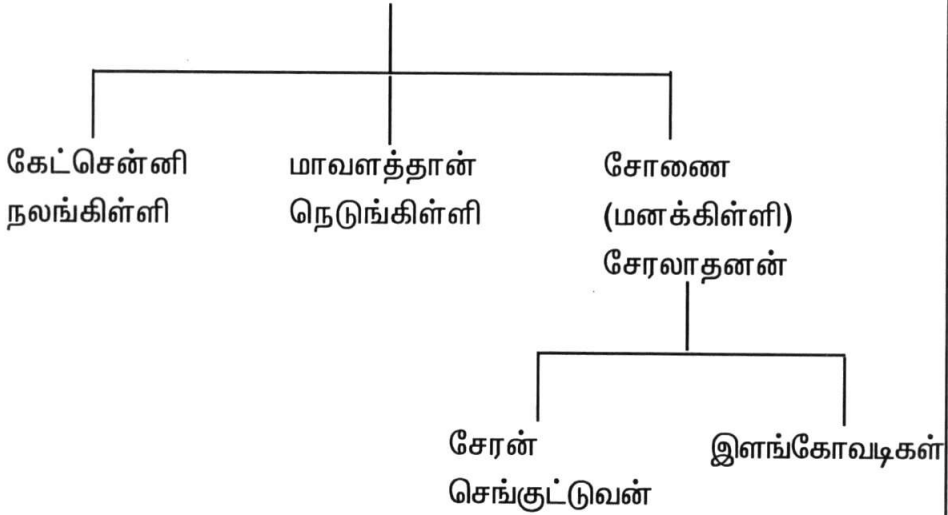 கேட்சென்னி
நலங்கிள்ளி
மாவளத்தான்
நெடுங்கிள்ளி
சோணை
(மனக்கிள்ளி)
சேரலாதனன்
சேரன்
செங்குட்டுவன்
இளங்கோவடிகள்